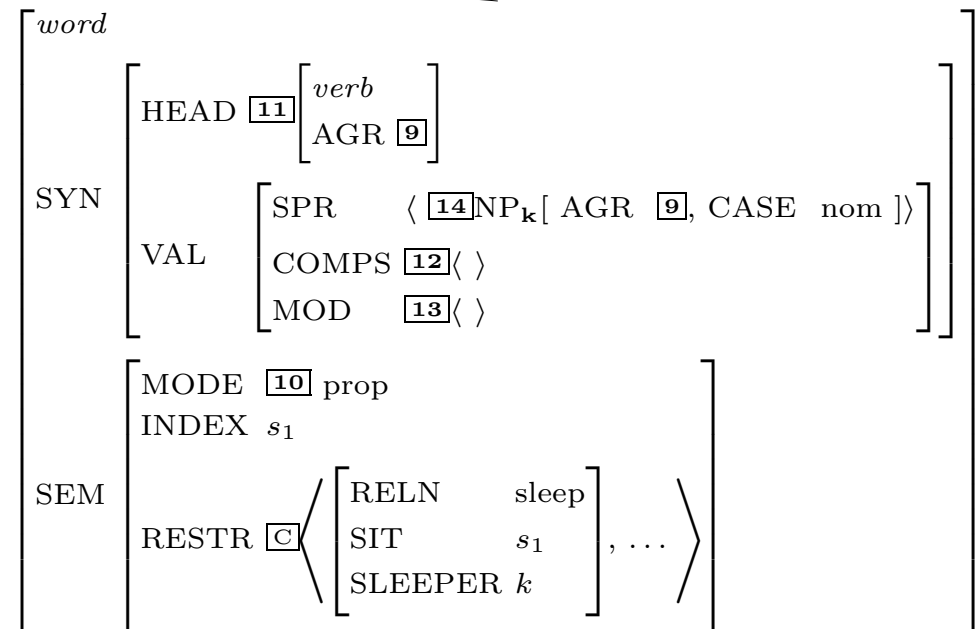 word
HEAD 11 verb
AGR 9
SYN
SPR ⟨ 14 NPk[ AGR 9, CASE nom ]⟩
VAL
COMPS 12 ⟨ ⟩
MOD 13 ⟨ ⟩
MODE 10 prop
INDEX s1
SEM
RELN sleep
RESTR C ⟨ SIT s1 , … ⟩
SLEEPER k